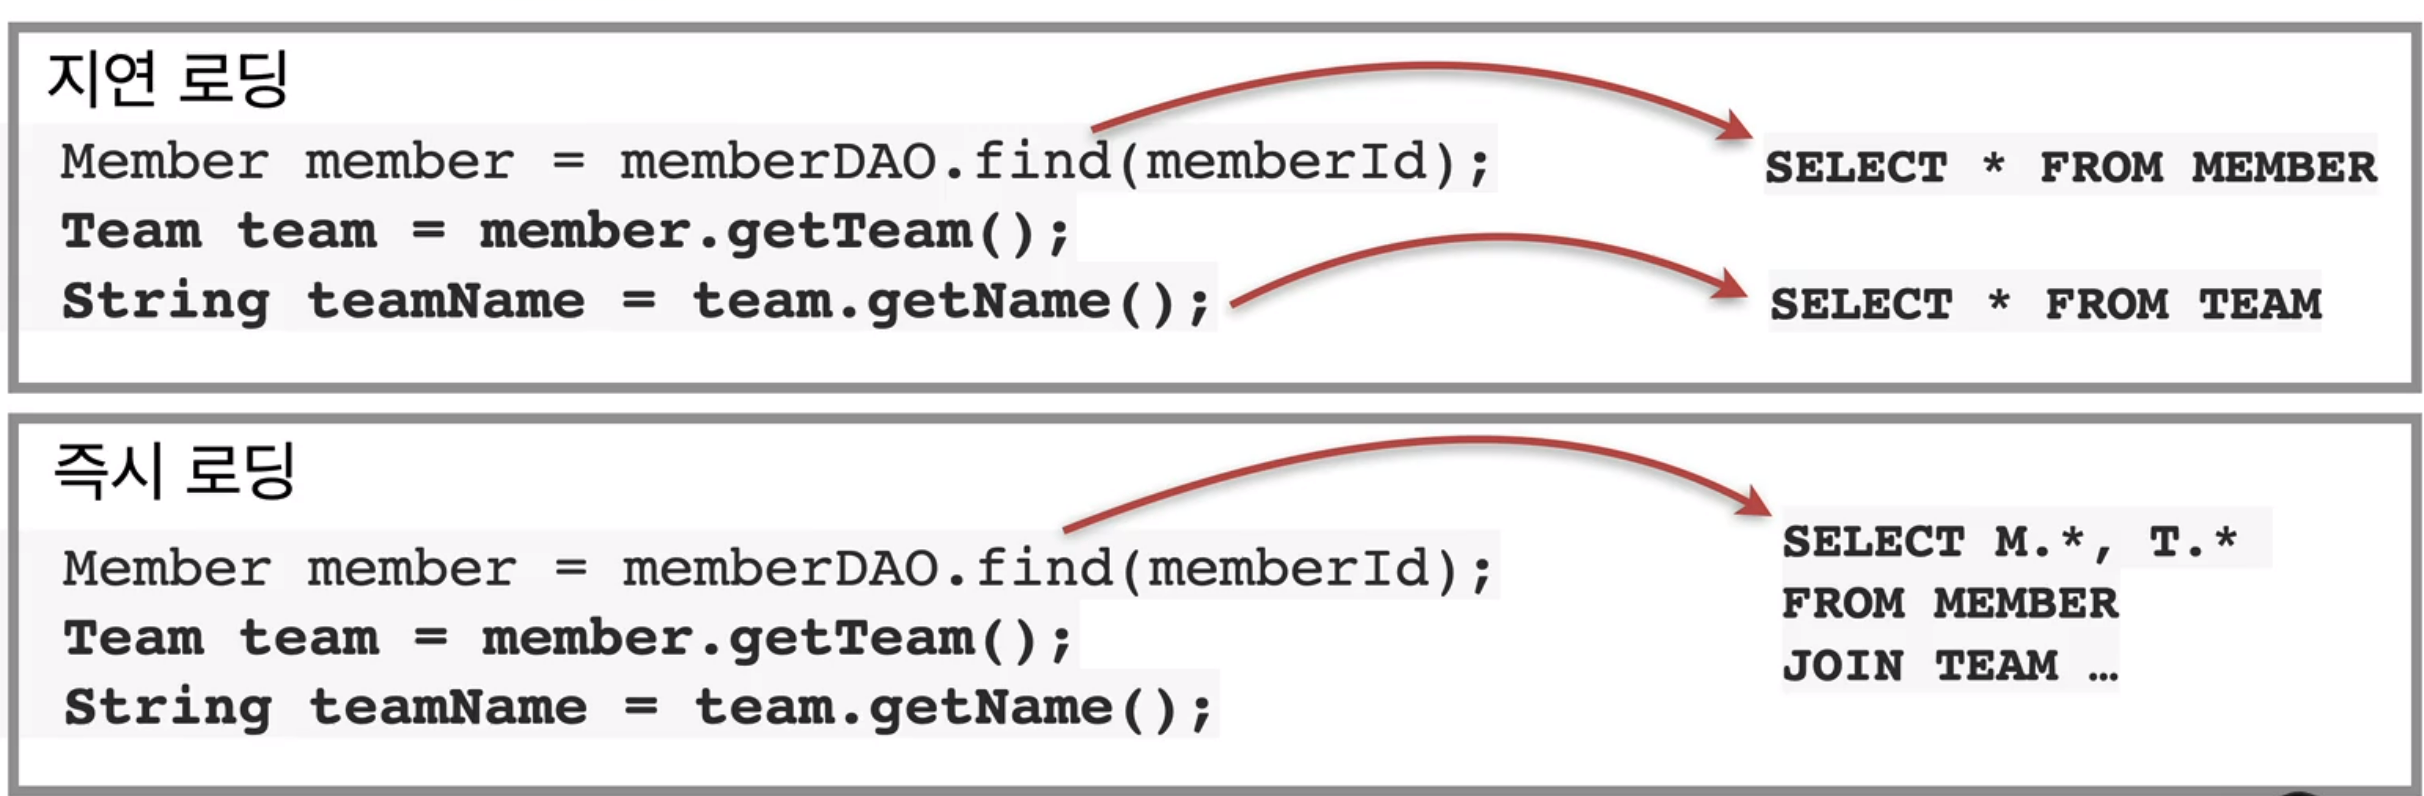 지연 로딩
Member member = memberDAO.find(memberId);
SELECT * FROM MEMBER
Team team = member.getTeam();
String teamName = team.getName();
SELECT * FROM TEAM
즉시 로딩
Member member = memberDAO.find(memberId);
Team team = member.getTeam();
String teamName = team.getName();
SELECT M.*, T.*
FROM MEMBER
JOIN TEAM …